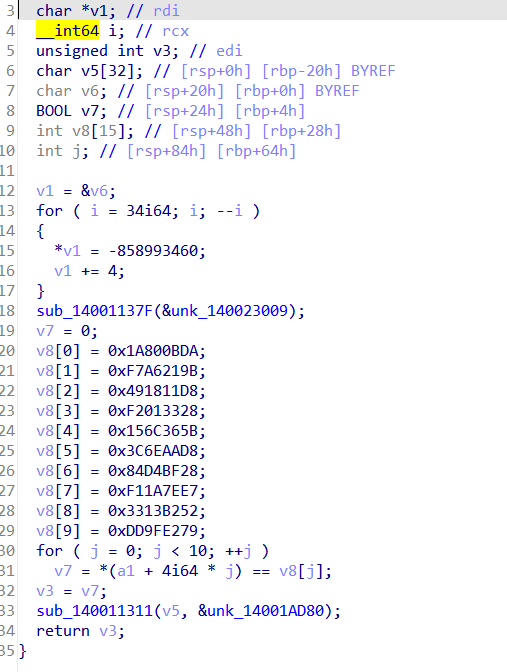 3 char *v1; // rdi
4 __int64 i; // rcx
5 unsigned int v3; // edi
6 char v5[32]; // [rsp+0h] [rbp-20h] BYREF
7 char v6; // [rsp+20h] [rbp+0h] BYREF
8 BOOL v7; // [rsp+24h] [rbp+4h]
9 int v8[15]; // [rsp+48h] [rbp+28h]
10 int j; // [rsp+84h] [rbp+64h]
11
12 v1 = &v6;
13 for ( i = 34i64; i; --i )
14 {
15 *v1 = -858993460;
16 v1 += 4;
17 }
18 sub_14001137F(&unk_140023009);
19 v7 = 0;
20 v8[0] = 0x1A800BDA;
21 v8[1] = 0xF7A6219B;
22 v8[2] = 0x491811D8;
23 v8[3] = 0xF2013328;
24 v8[4] = 0x156C365B;
25 v8[5] = 0x3C6EAAD8;
26 v8[6] = 0x84D4BF28;
27 v8[7] = 0xF11A7EE7;
28 v8[8] = 0x3313B252;
29 v8[9] = 0xDD9FE279;
30 for ( j = 0; j < 10; ++j )
31 v7 = *(a1 + 4i64 * j) == v8[j];
32 v3 = v7;
33 sub_140011311(v5, &unk_14001AD80);
34 return v3;
35 }